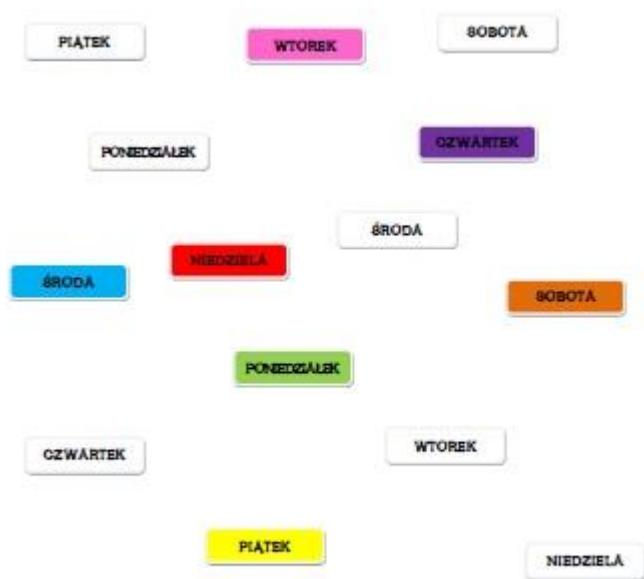 PIĄTEK
WTOREK
SOBOTA
PONIEDZIAŁEK
CZWARTEK
ŚRODA
NIEDZIELA
ŚRODA
SOBOTA
PONIEDZIAŁEK
CZWARTEK
WTOREK
PIĄTEK
NIEDZIELA